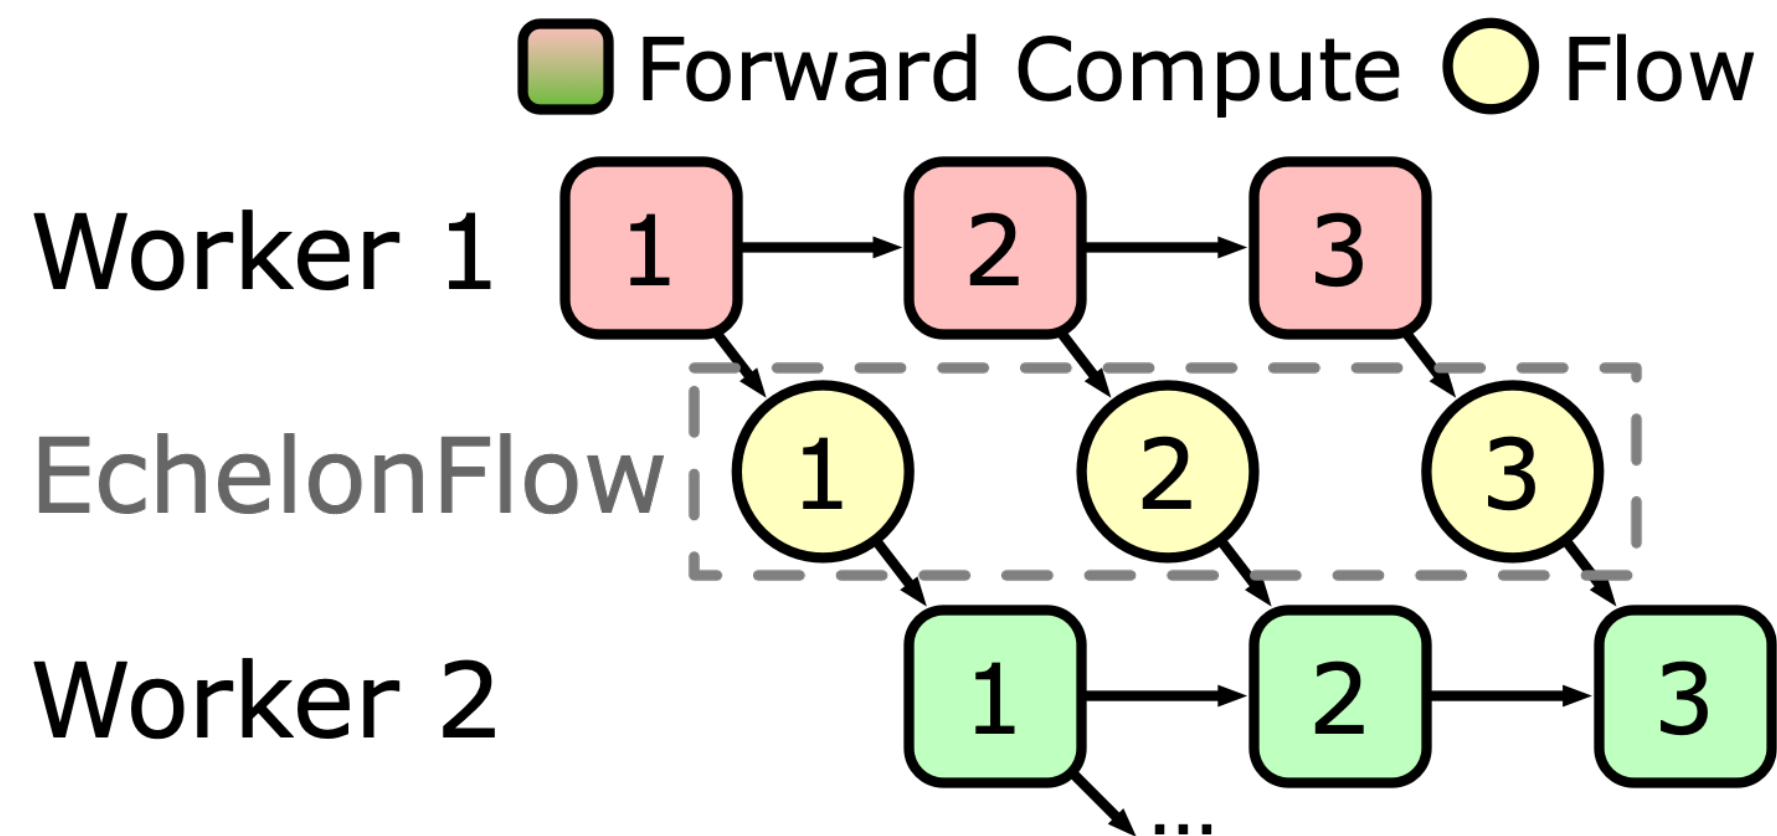 Forward Compute Flow
Worker 1 1 2 3
EchelonFlow 1 2 3
Worker 2 1 2 3
...